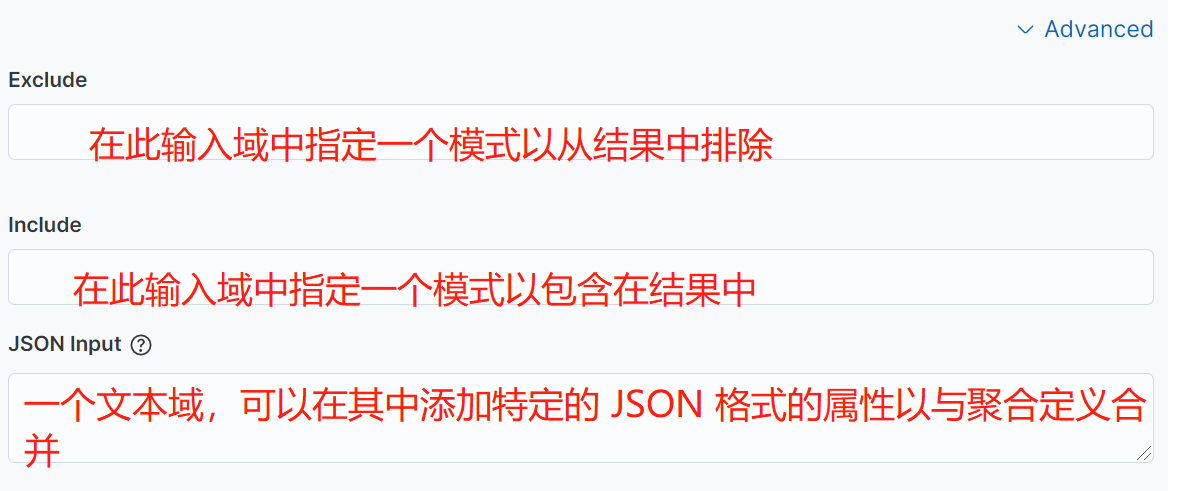 Advanced
Exclude
在此输入域中指定一个模式以从结果中排除
Include
在此输入域中指定一个模式以包含在结果中
JSON Input
一个文本域，可以在其中添加特定的 JSON 格式的属性以与聚合定义合
并